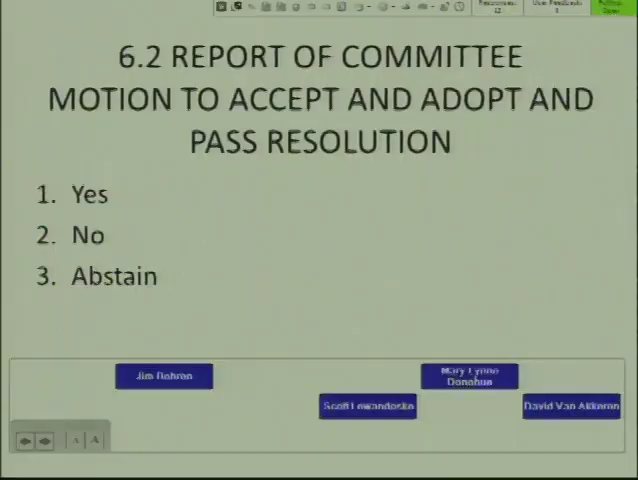 6.2 REPORT OF COMMITTEE
MOTION TO ACCEPT AND ADOPT AND
PASS RESOLUTION
1. Yes
2. No
3. Abstain
Jim Bohren
Mary Lynne
Donohue
Scott Lewandoske
David Van Akkeren
A A